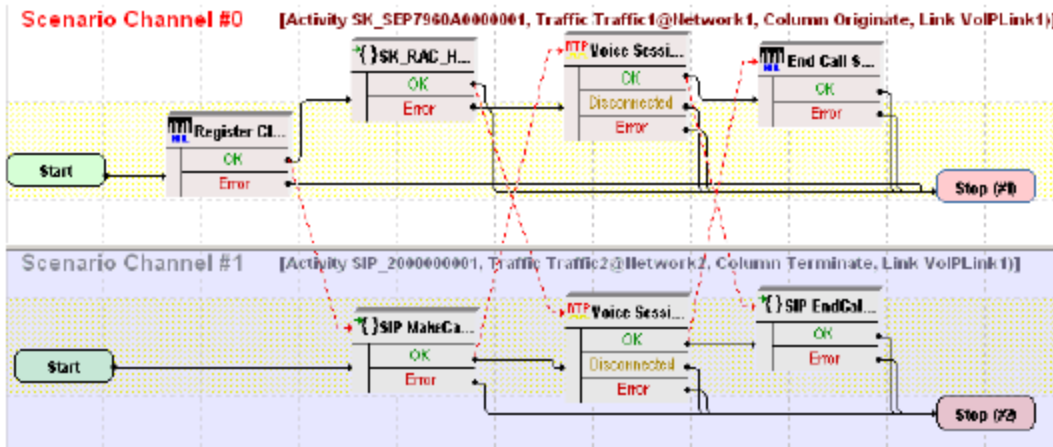 Scenario Channel #0 [Activity SK_SEP7960A0000001, Traffic Traffic1@Network1, Column Originate, Link VoIPLink1)]
{}SK_RAC_H...
OK
Error
RTP Voice Sessi...
OK
Disconnected
Error
End Call S...
OK
Error
Register Cl...
OK
Error
Start
Stop (#1)
Scenario Channel #1 [Activity SIP_2000000001, Traffic Traffic2@Network2, Column Terminate, Link VoIPLink1)]
{}SIP MakeCa...
OK
Error
RTP Voice Sessi...
OK
Disconnected
Error
{}SIP EndCal...
OK
Error
Start
Stop (#2)